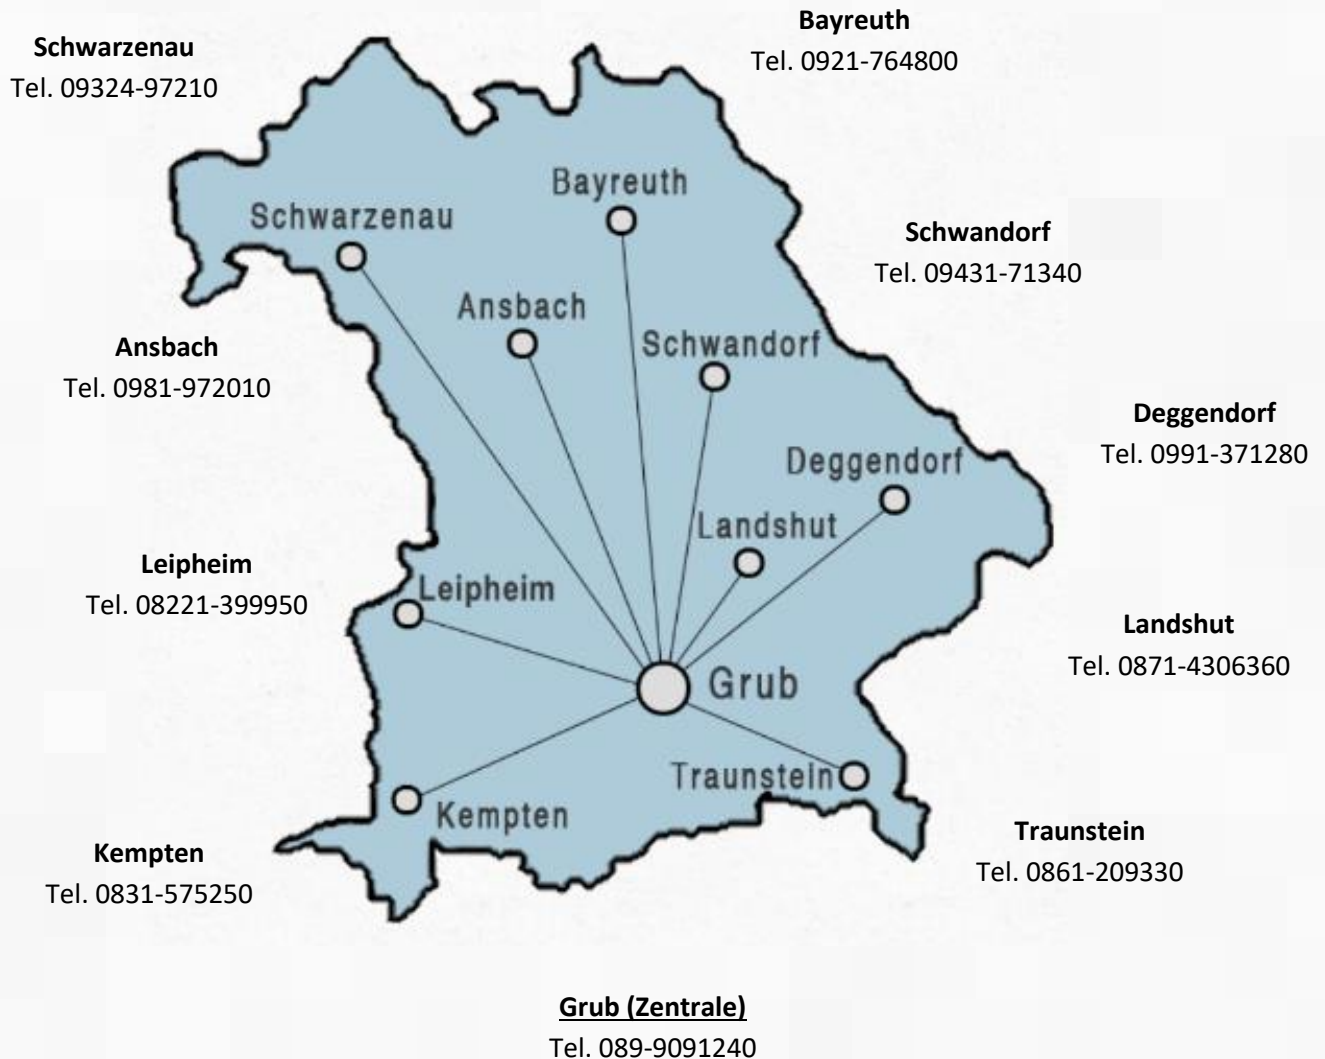 Bayreuth
Tel. 0921-764800
Schwarzenau
Tel. 09324-97210
Bayreuth
Schwarzenau
Schwandorf
Tel. 09431-71340
Ansbach
Schwandorf
Ansbach
Tel. 0981-972010
Deggendorf
Tel. 0991-371280
Deggendorf
Landshut
Leipheim
Tel. 08221-399950
Leipheim
Landshut
Tel. 0871-4306360
Grub
Traunstein
Kempten
Traunstein
Tel. 0861-209330
Kempten
Tel. 0831-575250
Grub (Zentrale)
Tel. 089-9091240